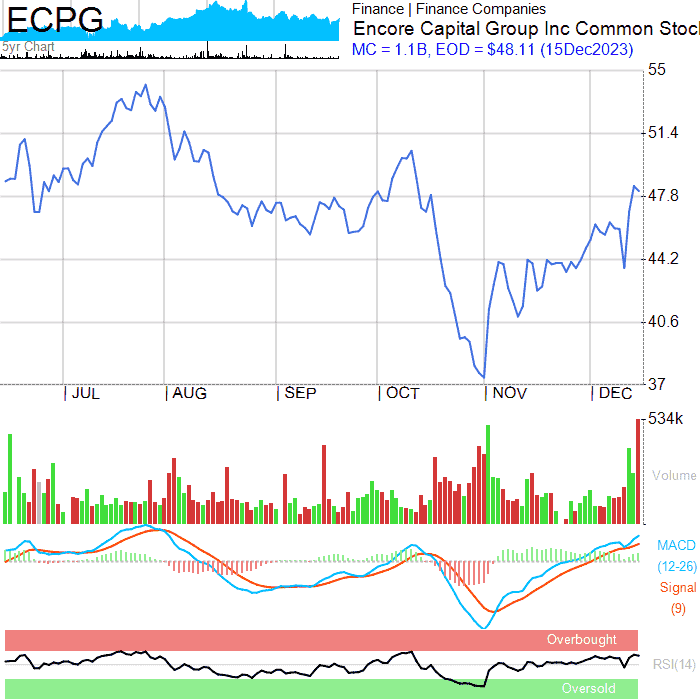 ECPG
5yr Chart
Finance | Finance Companies
Encore Capital Group Inc Common Stoc
MC = 1.1B, EOD = $48.11 (15Dec2023)
55
51.4
47.8
44.2
40.6
37
JUL
AUG
SEP
OCT
NOV
DEC
534k
Volume
MACD
(12-26)
Signal
(9)
Overbought
RSI(14)
Oversold